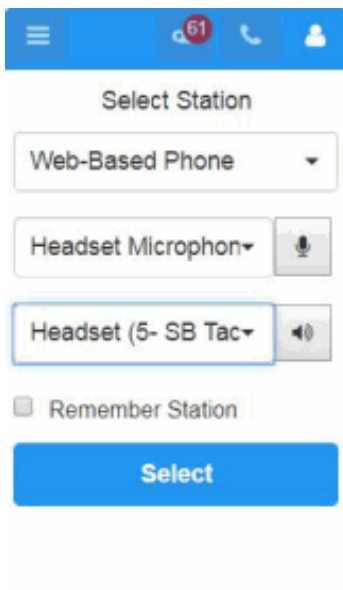 61
Select Station
Web-Based Phone
Headset Microphon
Headset (5- SB Tac
Remember Station
Select